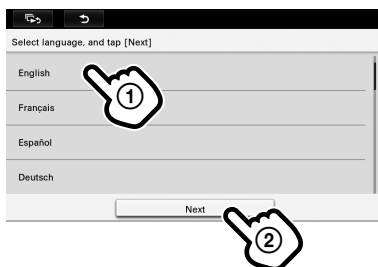 Select language, and tap [Next]
English
①
Français
Español
Deutsch
Next
②